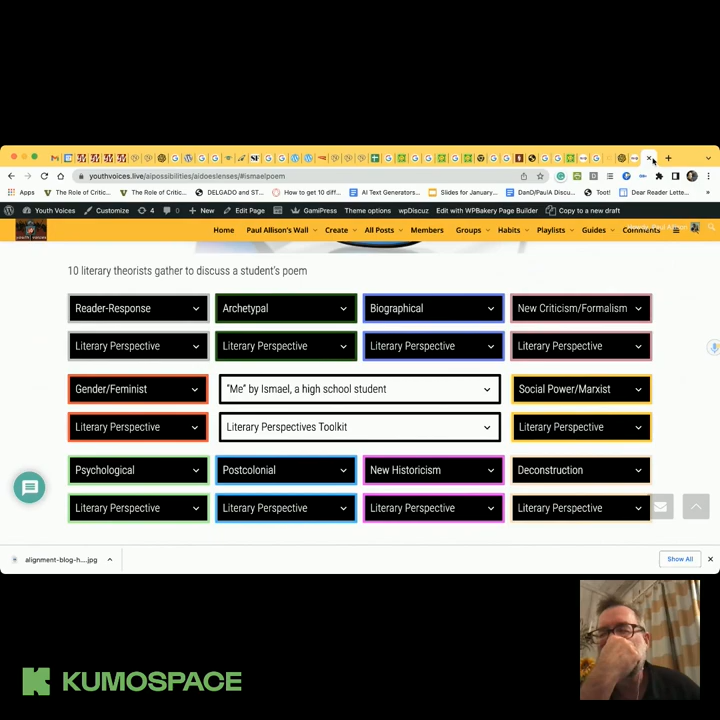 youthvoices.live/aipossibilities/aidoeslenses/#ismaelpoem
Apps The Role of Critic... The Role of Critic... DELGADO and ST... How to get 10 diff... AI Text Generators... Slides for January... DanD/PaulA Discu... Toot! Dear Reader Lette...
Youth Voices Customize 4 0 New Edit Page GamiPress Theme options wpDiscuz Edit with WPBakery Page Builder Copy to a new draft
Home Paul Allison's Wall Create All Posts Members Groups Habits Playlists Guides Comments
10 literary theorists gather to discuss a student's poem
Reader-Response Archetypal Biographical New Criticism/Formalism
Literary Perspective Literary Perspective Literary Perspective Literary Perspective
Gender/Feminist "Me" by Ismael, a high school student Social Power/Marxist
Literary Perspective Literary Perspectives Toolkit Literary Perspective
Psychological Postcolonial New Historicism Deconstruction
Literary Perspective Literary Perspective Literary Perspective Literary Perspective
alignment-blog-h....jpg Show All
KUMOSPACE